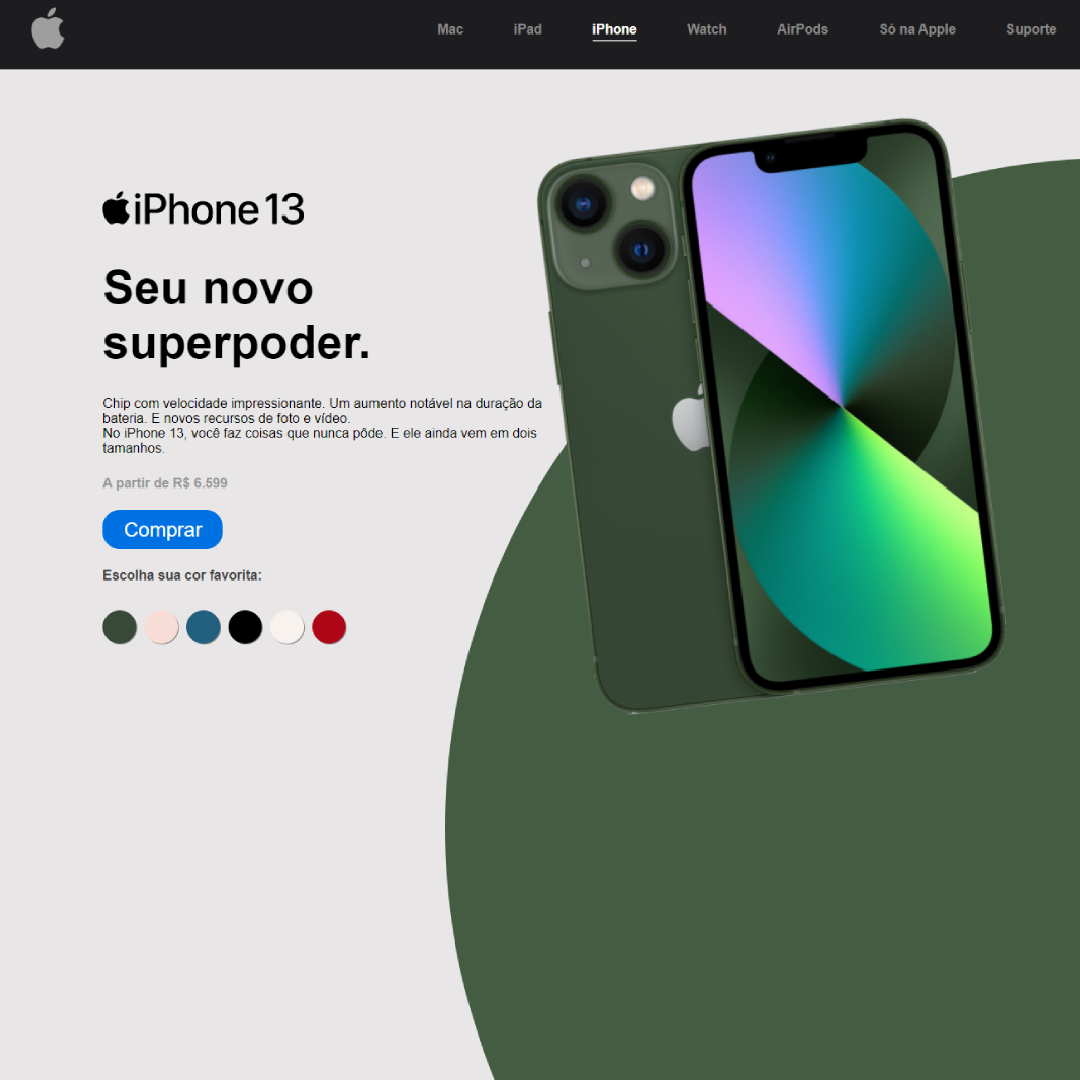 Mac iPad iPhone Watch AirPods Só na Apple Suporte
iPhone 13
Seu novo
superpoder.
Chip com velocidade impressionante. Um aumento notável na duração da
bateria. E novos recursos de foto e vídeo.
No iPhone 13, você faz coisas que nunca pôde. E ele ainda vem em dois
tamanhos.
A partir de R$ 6.599
Comprar
Escolha sua cor favorita: